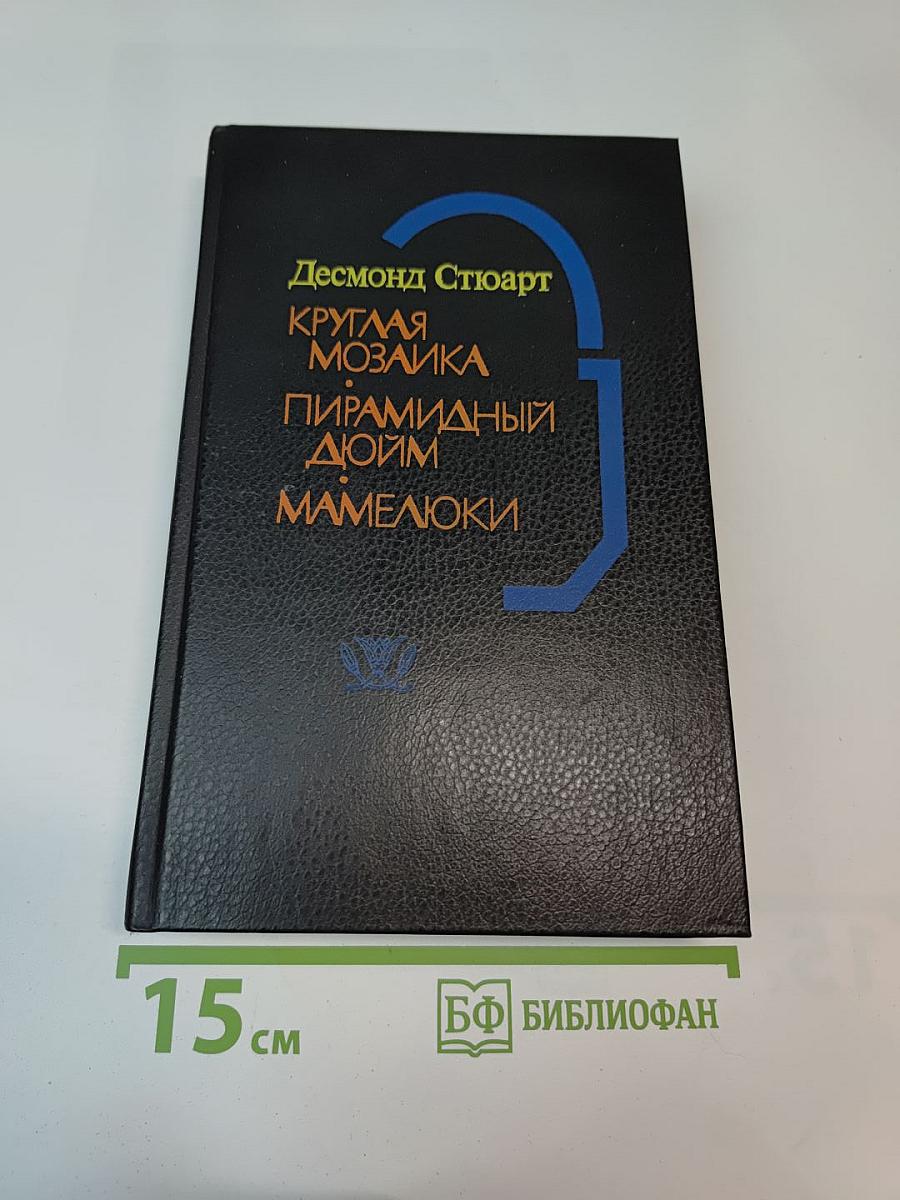 Десмонд Стюарт
КРУГЛАЯ
МОЗАИКА
ПИРАМИДНЫЙ
ДЮЙМ
МАМЕЛЮКИ
15 см
БФ БИБЛИОФАН